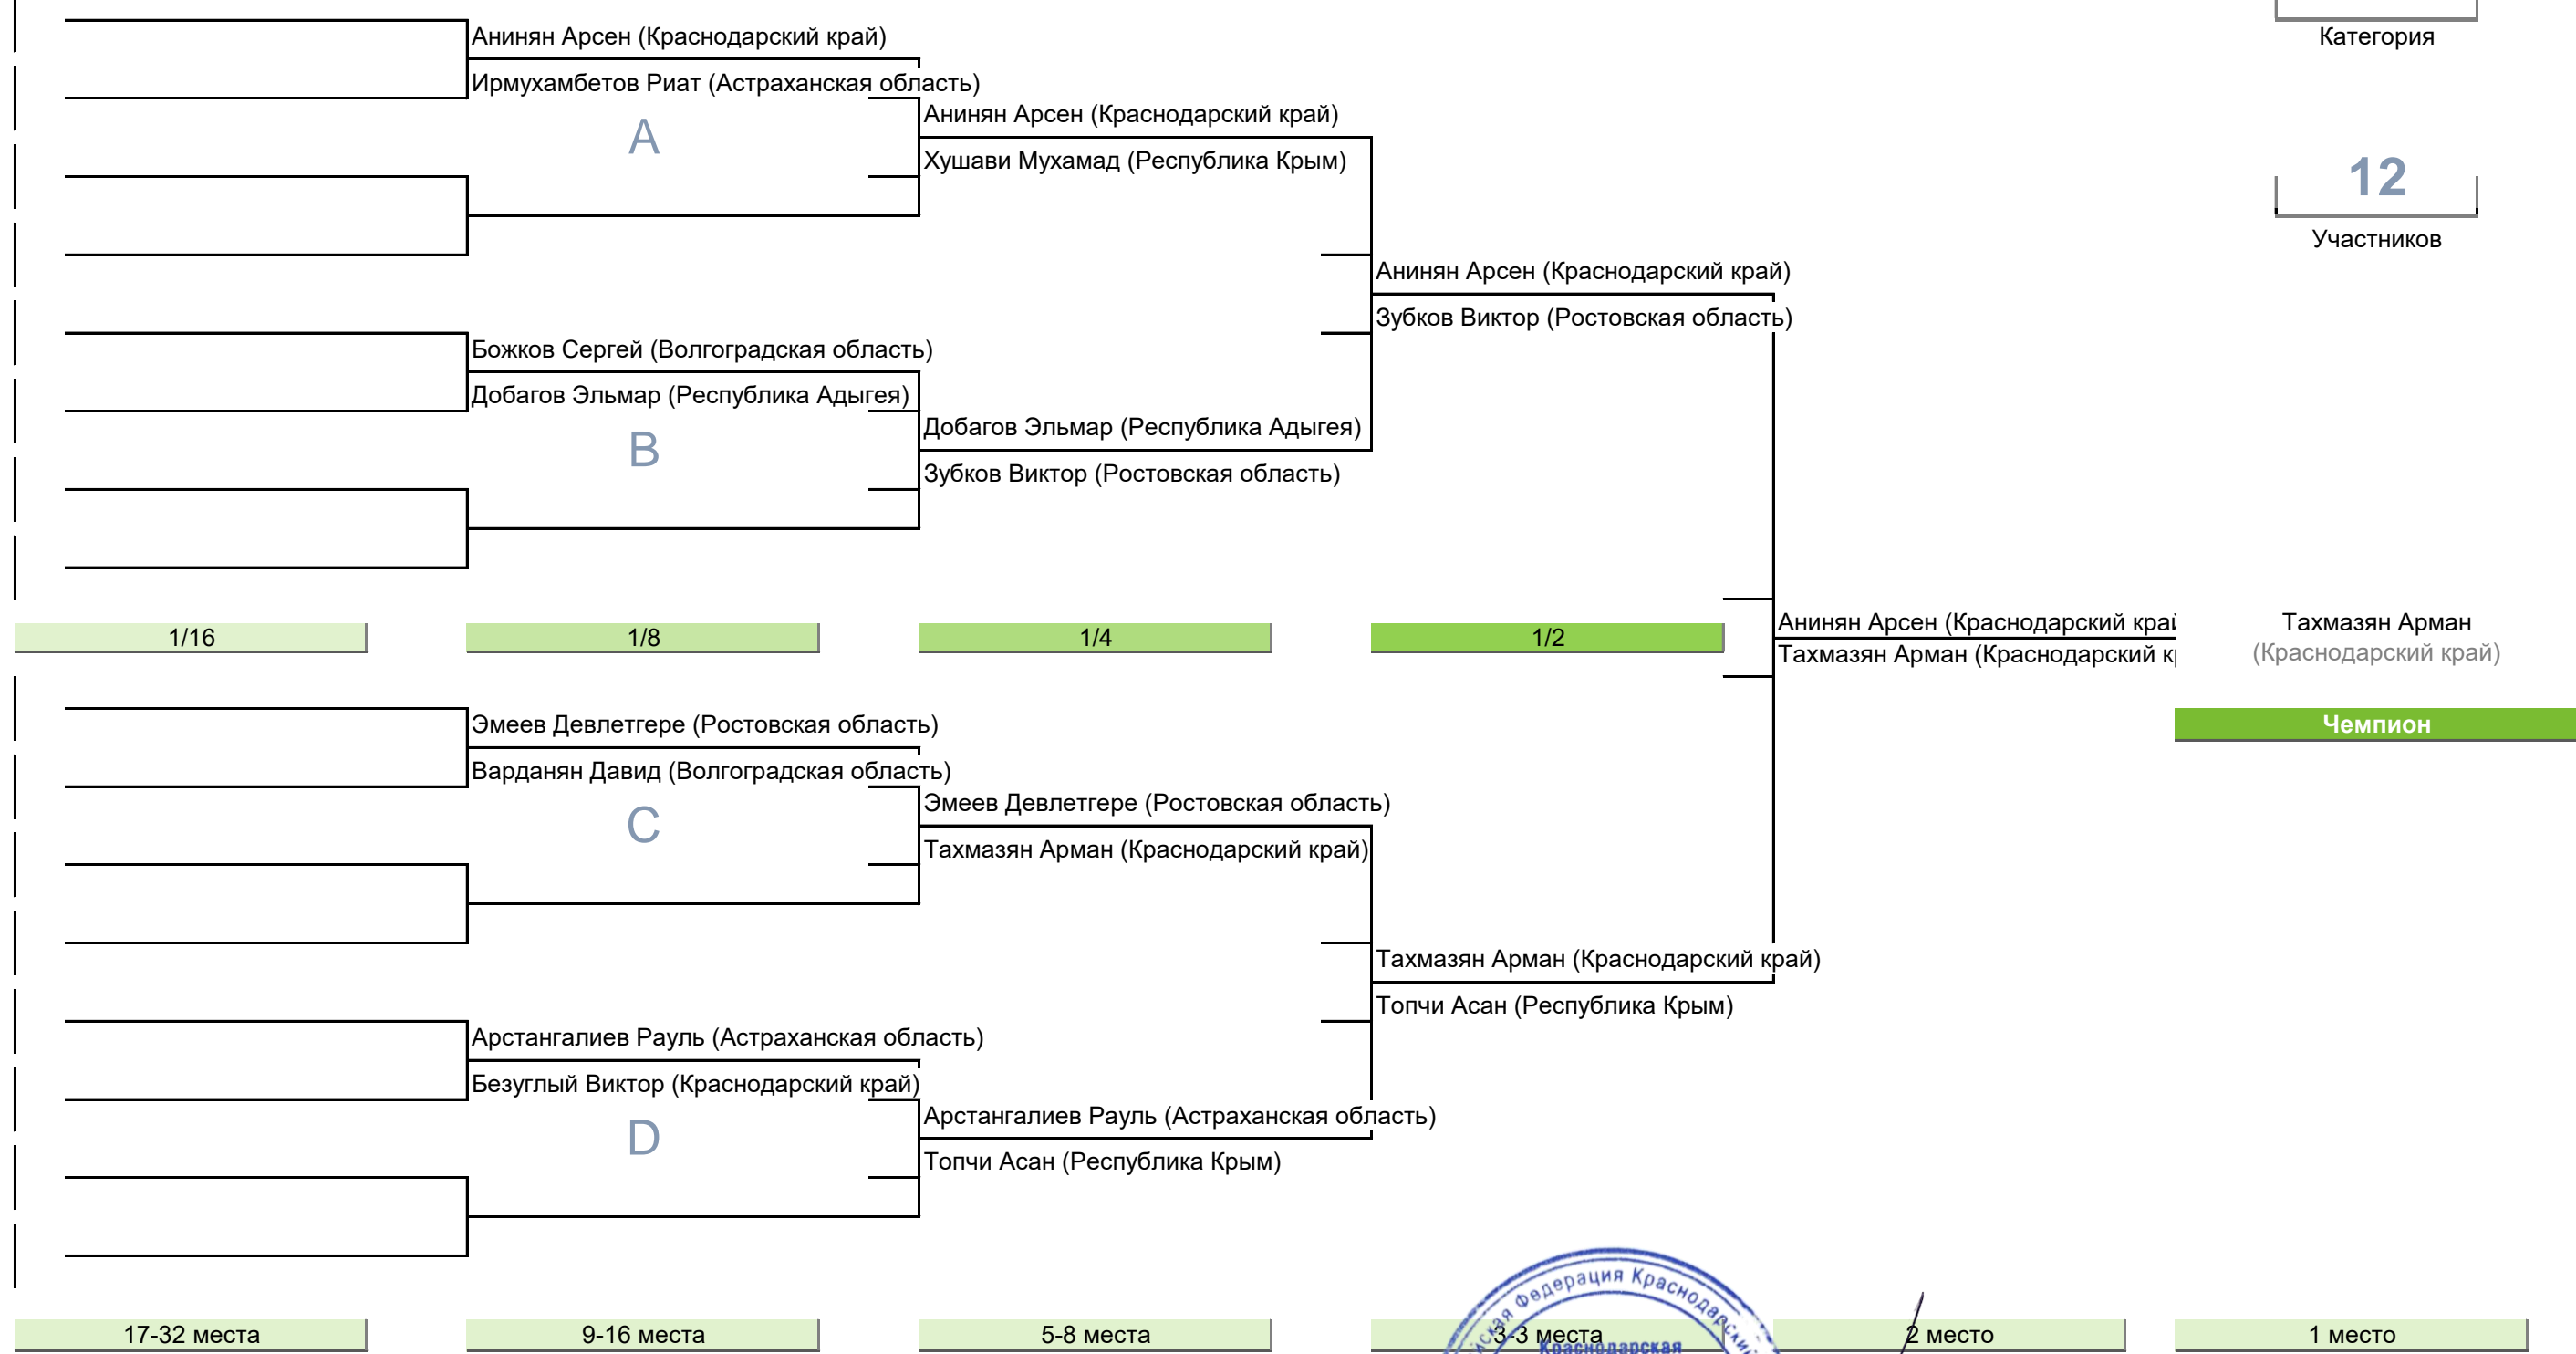 Анинян Арсен (Краснодарский край)
Категория
Ирмухамбетов Риат (Астраханская область)
Анинян Арсен (Краснодарский край)
A
Хушави Мухамад (Республика Крым)
12
Участников
Анинян Арсен (Краснодарский край)
Зубков Виктор (Ростовская область)
Божков Сергей (Волгоградская область)
Добагов Эльмар (Республика Адыгея)
Добагов Эльмар (Республика Адыгея)
B
Зубков Виктор (Ростовская область)
1/16
1/8
1/4
1/2
Анинян Арсен (Краснодарский край
Тахмазян Арман (Краснодарский к
Тахмазян Арман
(Краснодарский край)
Чемпион
Эмеев Девлетгере (Ростовская область)
Варданян Давид (Волгоградская область)
Эмеев Девлетгере (Ростовская область)
C
Тахмазян Арман (Краснодарский край)
Тахмазян Арман (Краснодарский край)
Топчи Асан (Республика Крым)
Арстангалиев Рауль (Астраханская область)
Безуглый Виктор (Краснодарский край)
Арстангалиев Рауль (Астраханская область)
D
Топчи Асан (Республика Крым)
Федерация Краснодарский
Краснодарская
17-32 места
9-16 места
5-8 места
3-3 места
2 место
1 место